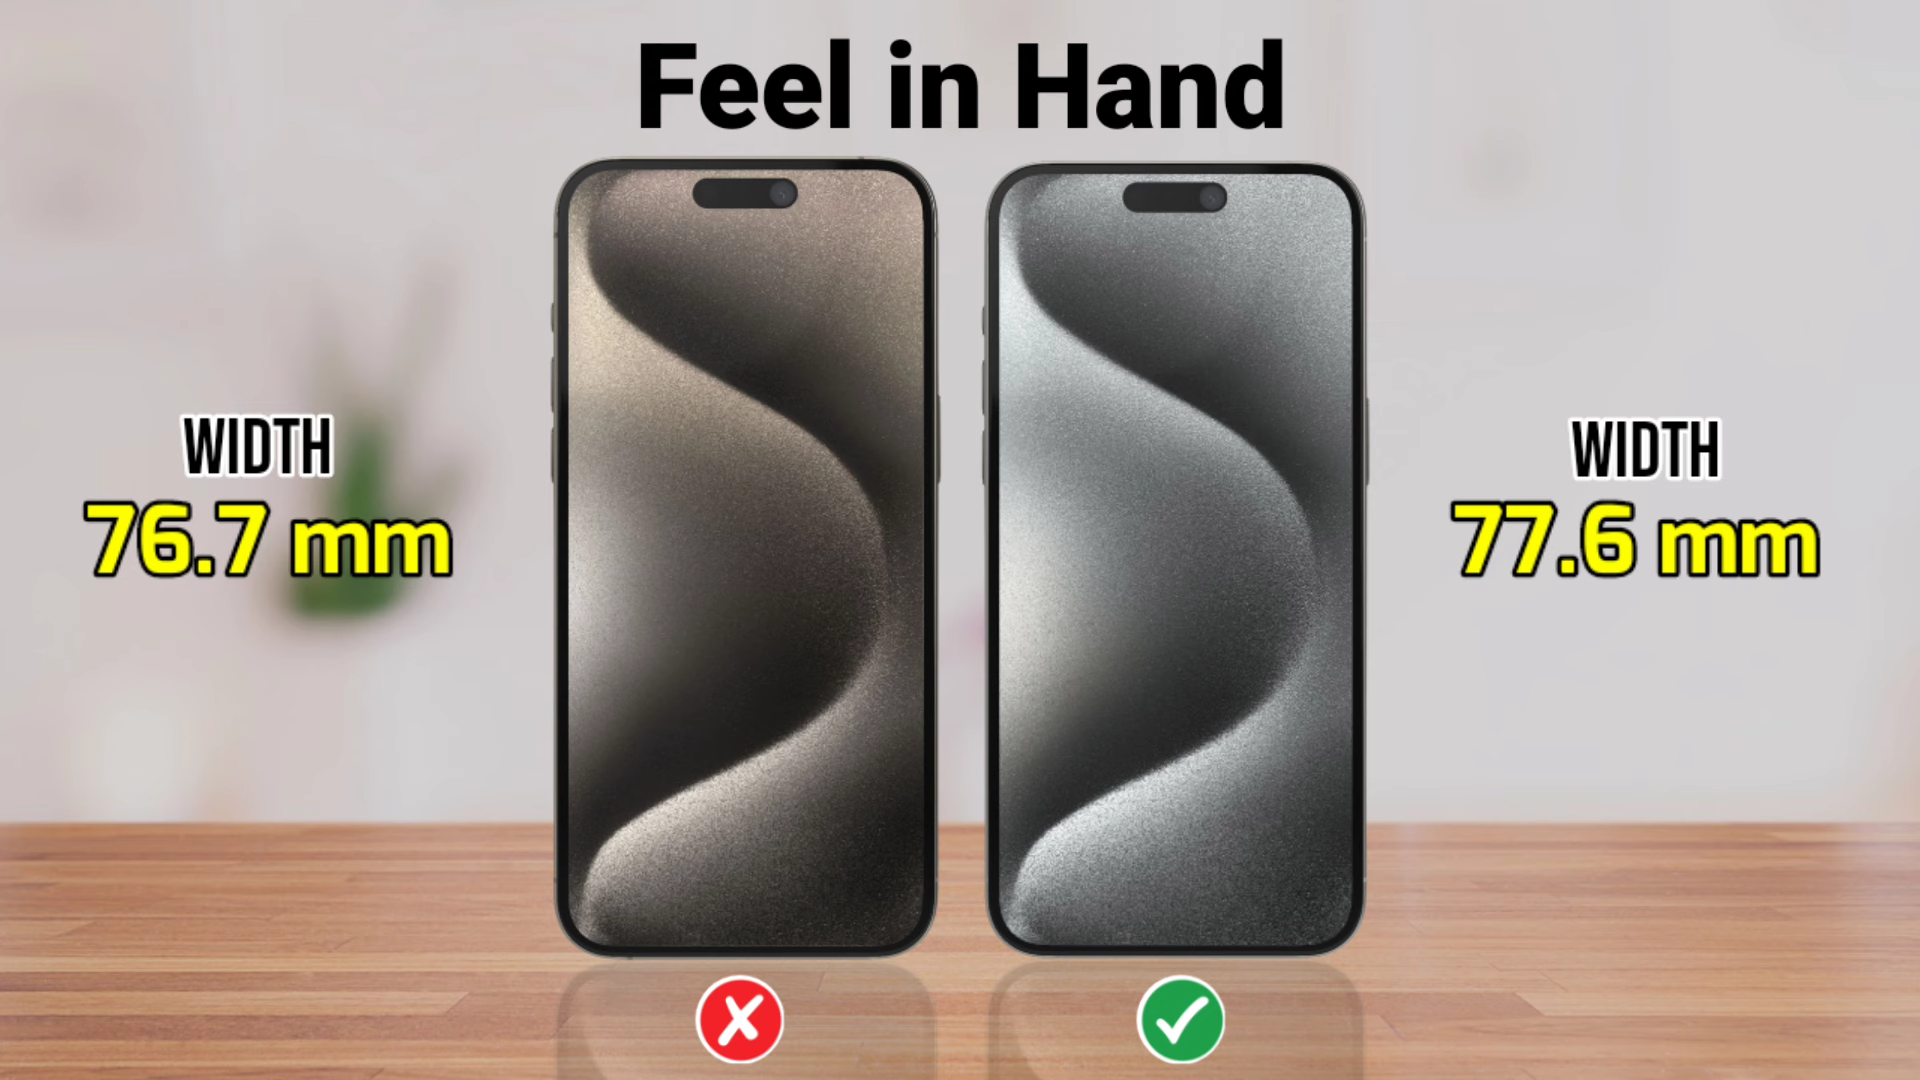 Feel in Hand
WIDTH
76.7 mm
WIDTH
77.6 mm